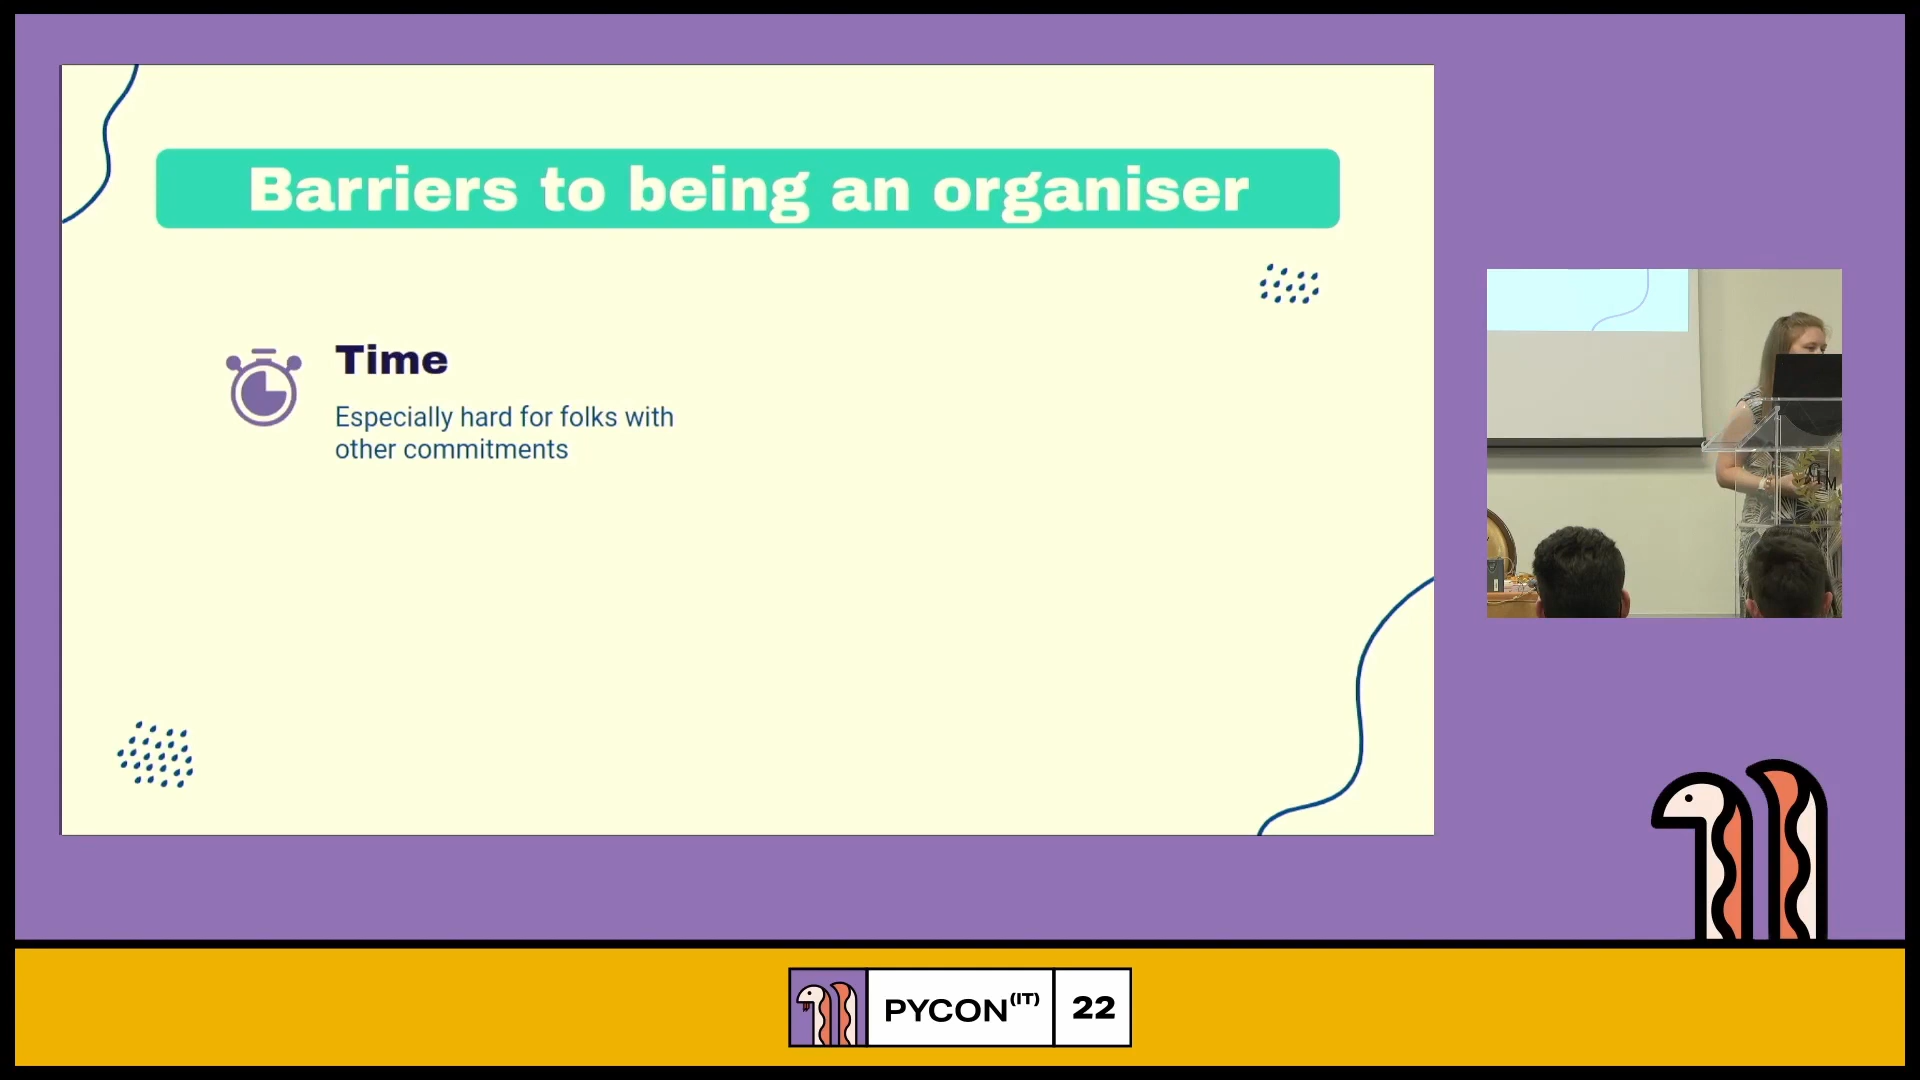 Barriers to being an organiser
Time
Especially hard for folks with
other commitments
PYCON(IT) 22